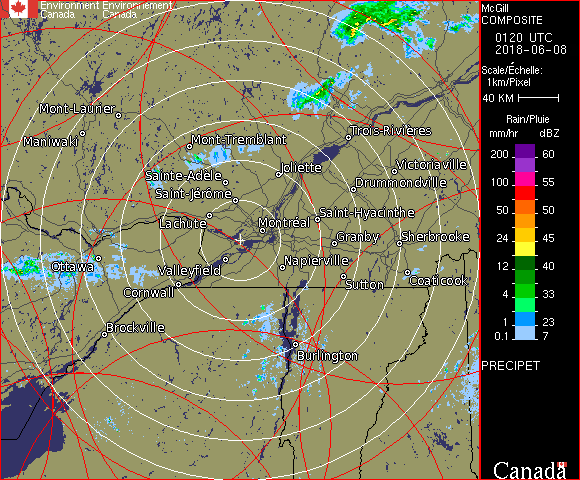 Environment Environnement
Canada Canada
McGill
COMPOSITE
0120 UTC
2018-06-08
Scale/Échelle:
1km/Pixel
40 KM
Rain/Pluie
mm/hr dBZ
200 60
100 55
50 50
24 45
12 40
4 33
1 23
0.1 7
PRECIPET
Canada
Mont-Laurier
Maniwaki
Mont-Tremblant
Trois-Rivières
Sainte-Adèle
Joliette
Victoriaville
Saint-Jérôme
Drummondville
Lachute
Montréal
Saint-Hyacinthe
Granby
Sherbrooke
Ottawa
Valleyfield
Napierville
Cornwall
Sutton
Coaticook
Brockville
Burlington